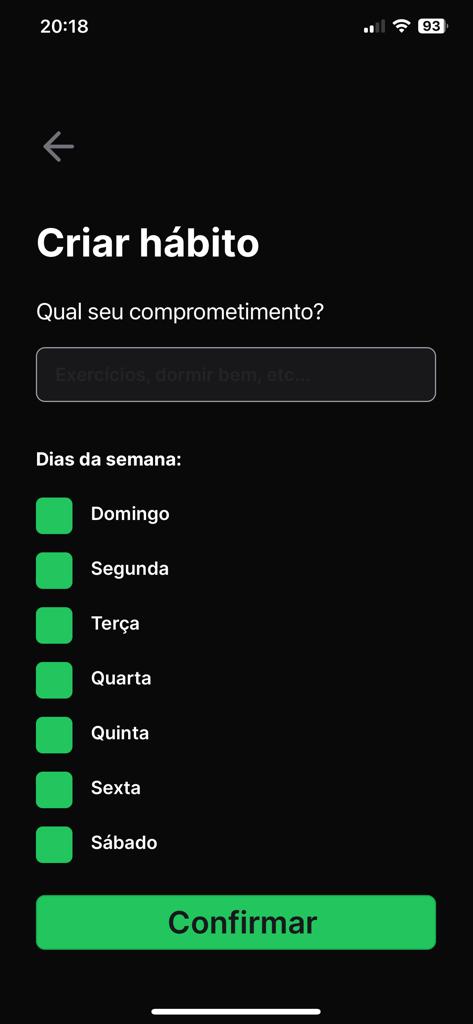 20:18
93
Criar hábito
Qual seu comprometimento?
Exercícios, dormir bem, etc...
Dias da semana:
Domingo
Segunda
Terça
Quarta
Quinta
Sexta
Sábado
Confirmar